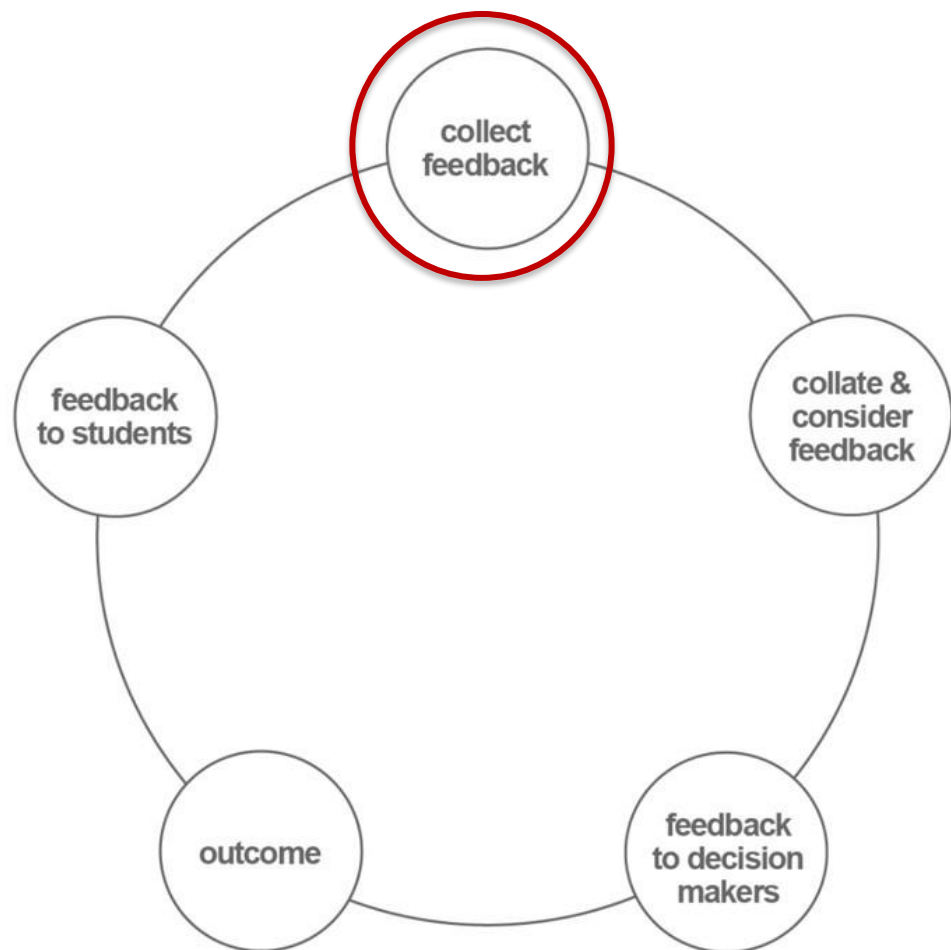 collect
feedback
collate &
consider
feedback
feedback
to decision
makers
outcome
feedback
to students